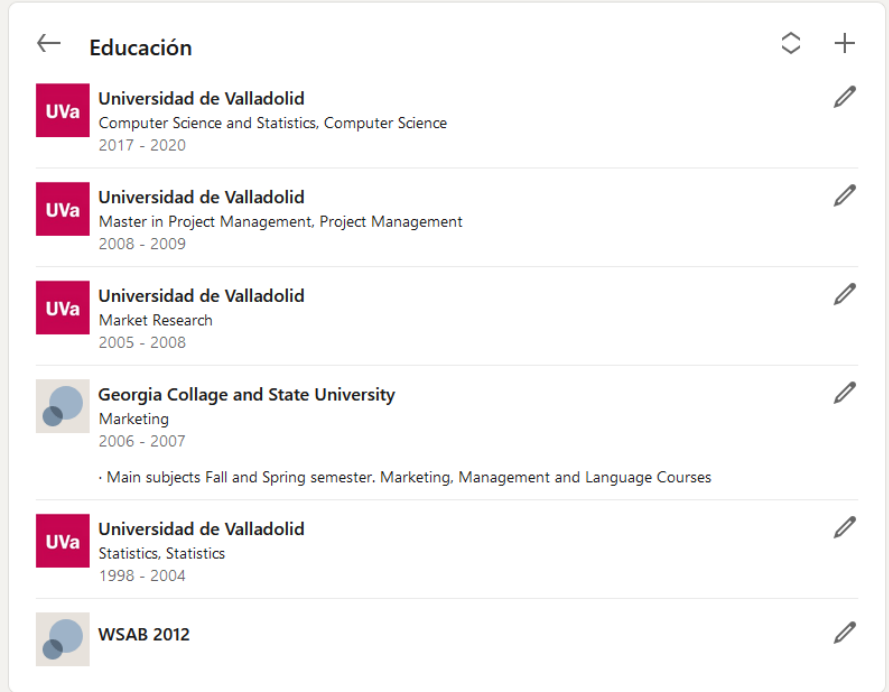 Educación
UVa
Universidad de Valladolid
Computer Science and Statistics, Computer Science
2017 - 2020
UVa
Universidad de Valladolid
Master in Project Management, Project Management
2008 - 2009
UVa
Universidad de Valladolid
Market Research
2005 - 2008
Georgia Collage and State University
Marketing
2006 - 2007
· Main subjects Fall and Spring semester. Marketing, Management and Language Courses
UVa
Universidad de Valladolid
Statistics, Statistics
1998 - 2004
WSAB 2012